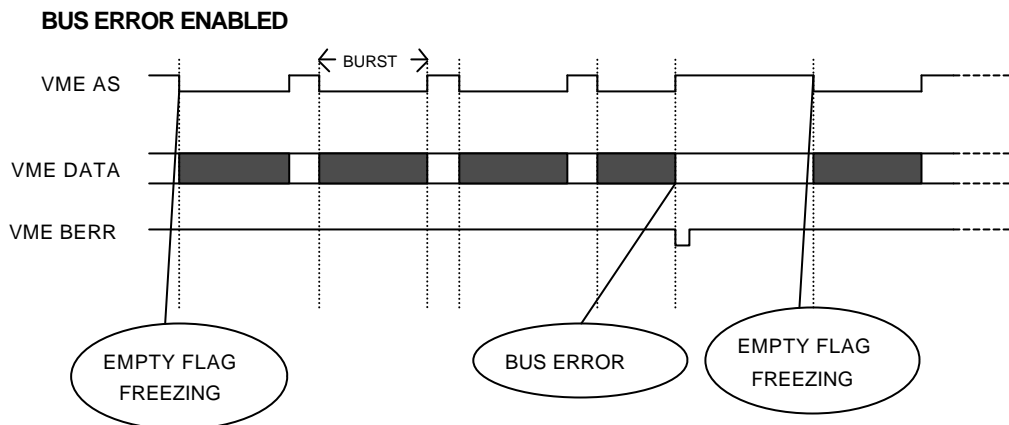 BUS ERROR ENABLED
BURST
VME AS
VME DATA
VME BERR
EMPTY FLAG
FREEZING
BUS ERROR
EMPTY FLAG
FREEZING